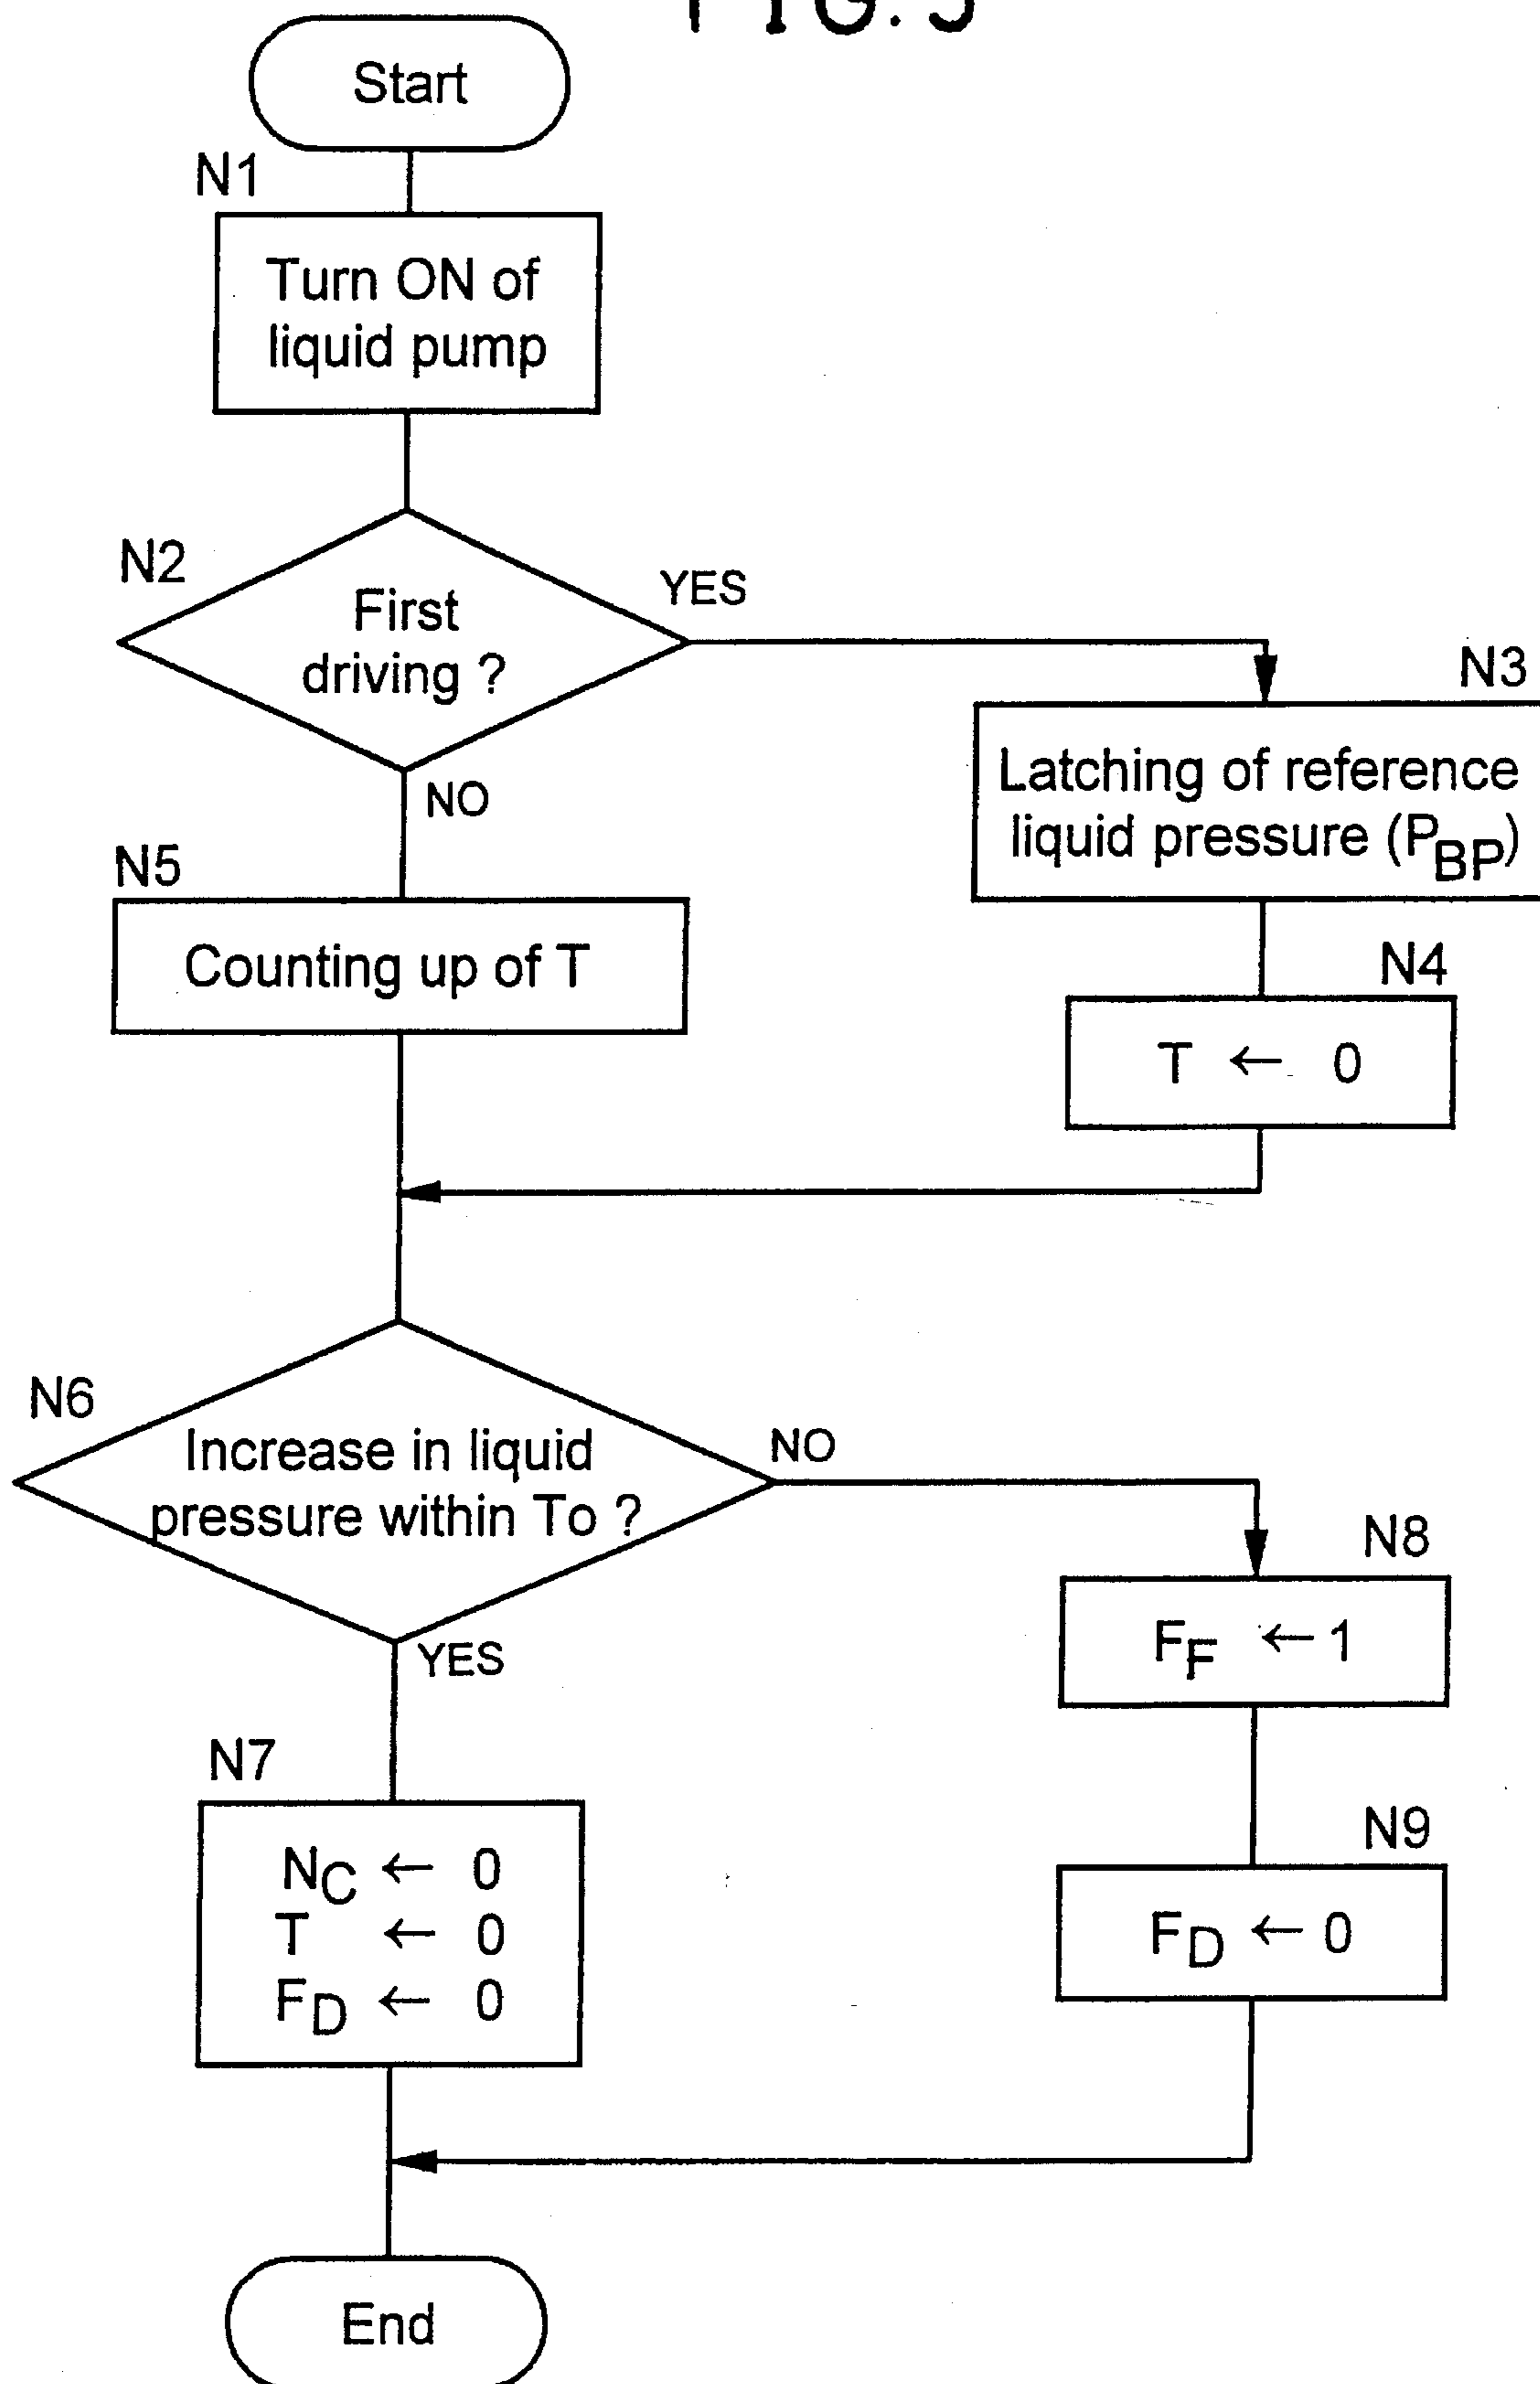 FIG. 5
Start
N1
Turn ON of
liquid pump
N2
First
driving ?
YES
NO
N3
Latching of reference
liquid pressure (PBP)
N5
Counting up of T
N4
T ← 0
N6
Increase in liquid
pressure within To ?
NO
YES
N8
FF ← 1
N7
NC ← 0
T ← 0
FD ← 0
N9
FD ← 0
End